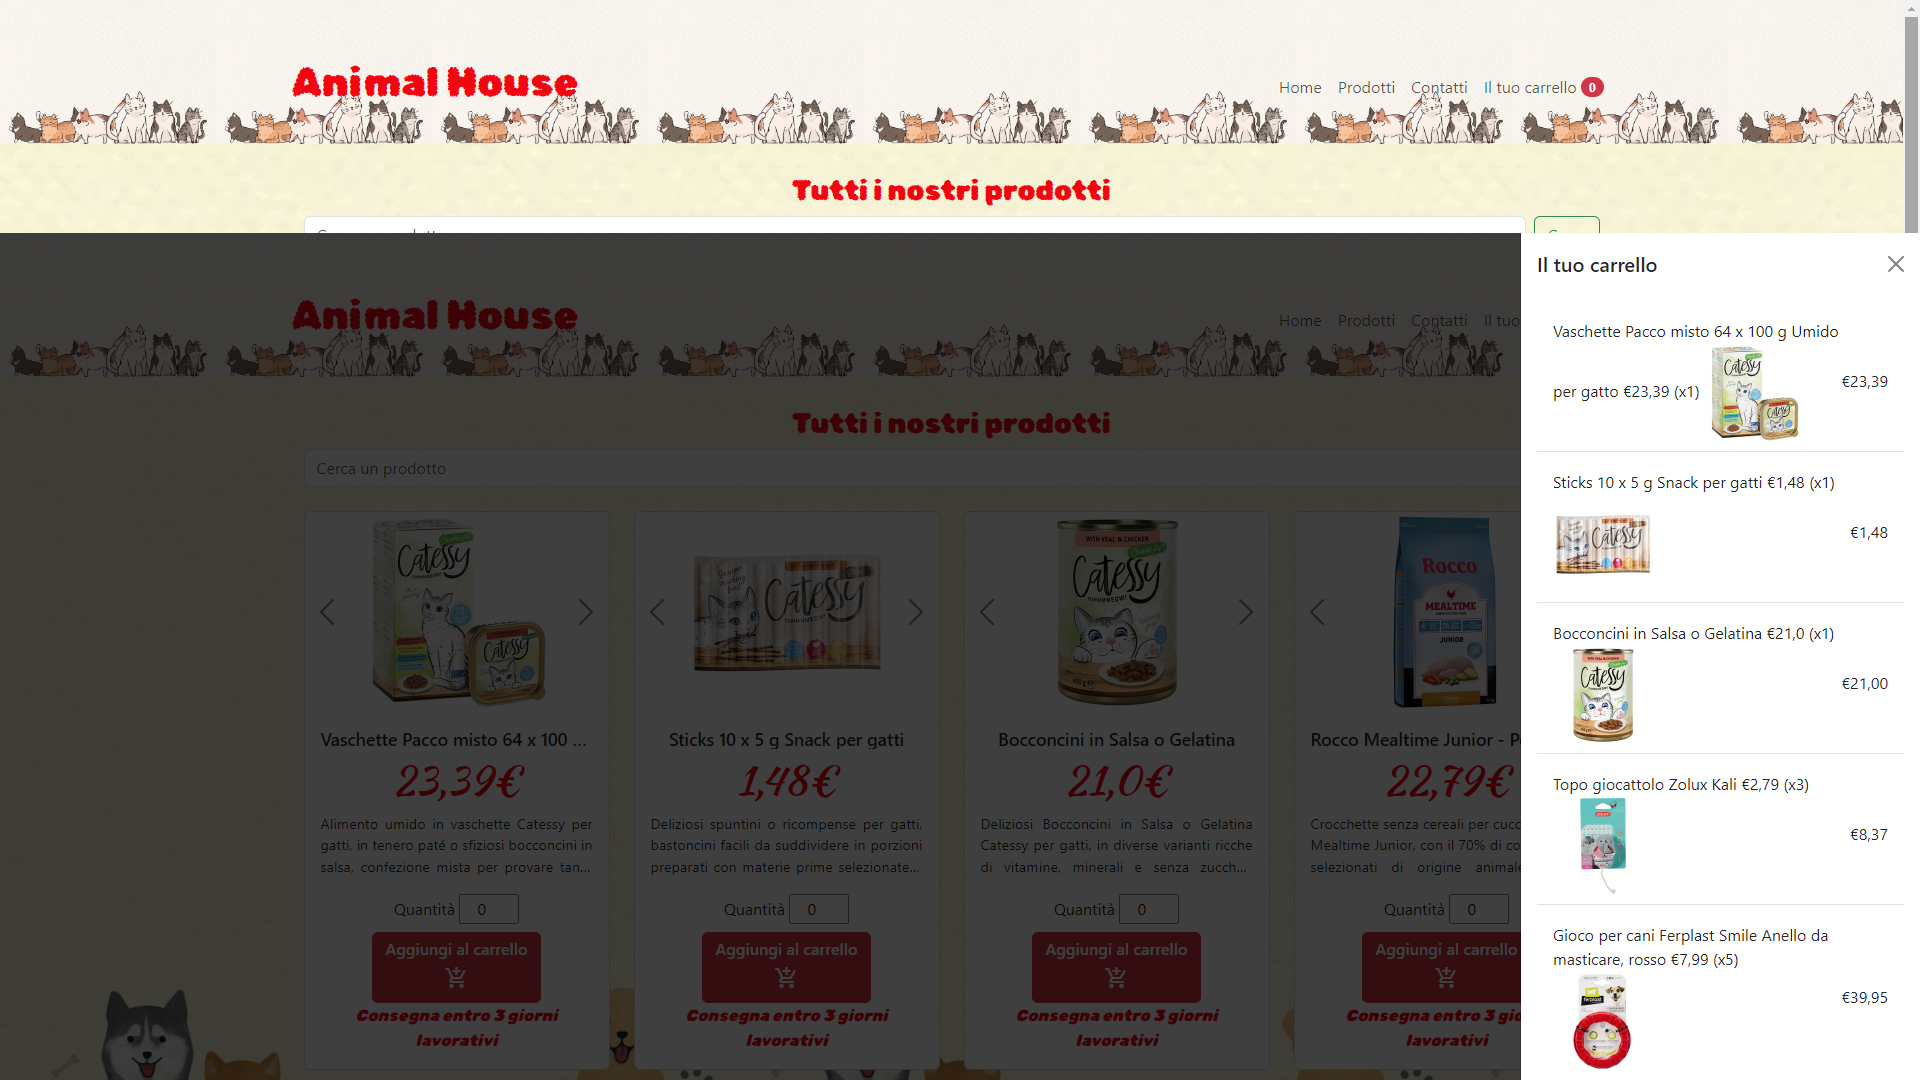 Animal House
Home Prodotti Contatti Il tuo carrello 0
Tutti i nostri prodotti
Il tuo carrello
Animal House
Home Prodotti Contatti Il tuo
Tutti i nostri prodotti
Cerca un prodotto
Vaschette Pacco misto 64 x 100 g Umido
per gatto €23,39 (x1)
€23,39
Sticks 10 x 5 g Snack per gatti €1,48 (x1)
€1,48
Bocconcini in Salsa o Gelatina €21,0 (x1)
€21,00
Topo giocattolo Zolux Kali €2,79 (x3)
€8,37
Gioco per cani Ferplast Smile Anello da
masticare, rosso €7,99 (x5)
€39,95
Catessy
Vaschette Pacco misto 64 x 100 ...
23,39€
Alimento umido in vaschette Catessy per
gatti, in tenero paté o sfiziosi bocconcini in
salsa, confezione mista per provare tan...
Quantità 0
Aggiungi al carrello
Consegna entro 3 giorni
lavorativi
Catessy
Sticks 10 x 5 g Snack per gatti
1,48€
Deliziosi spuntini o ricompense per gatti,
bastoncini facili da suddividere in porzioni
preparati con materie prime selezionate...
Quantità 0
Aggiungi al carrello
Consegna entro 3 giorni
lavorativi
WITH VEAL & CHICKEN
Catessy
Bocconcini in Salsa o Gelatina
21,0€
Deliziosi Bocconcini in Salsa o Gelatina
Catessy per gatti, in diverse varianti ricche
di vitamine, minerali e senza zucch...
Quantità 0
Aggiungi al carrello
Consegna entro 3 giorni
lavorativi
Rocco
MEALTIME
JUNIOR
Rocco Mealtime Junior - P
22,79€
Crocchette senza cereali per cucc
Mealtime Junior, con il 70% di co
selezionati di origine animale
Quantità 0
Aggiungi al carrello
Consegna entro 3 gio
lavorativi